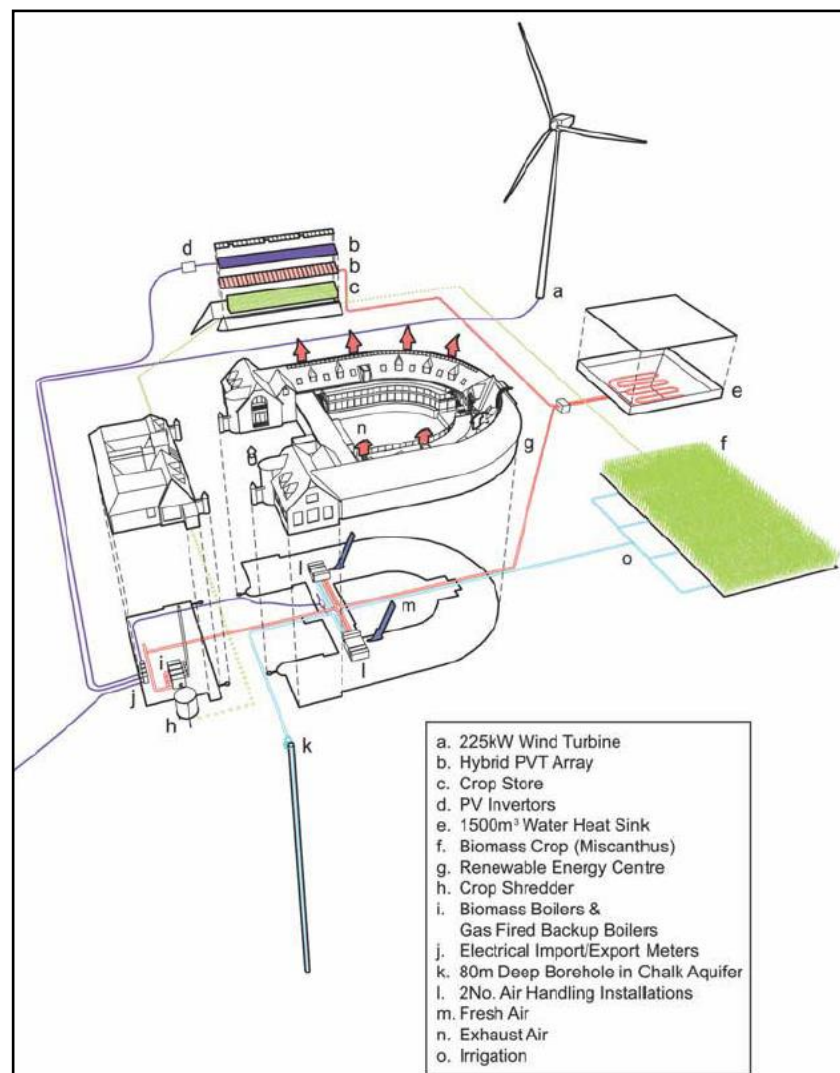 d
b
b
c
a
e
n
g
f
l
m
o
l
i
j
h
k
a. 225kW Wind Turbine
b. Hybrid PVT Array
c. Crop Store
d. PV Invertors
e. 1500m³ Water Heat Sink
f. Biomass Crop (Miscanthus)
g. Renewable Energy Centre
h. Crop Shredder
i. Biomass Boilers &
Gas Fired Backup Boilers
j. Electrical Import/Export Meters
k. 80m Deep Borehole in Chalk Aquifer
l. 2No. Air Handling Installations
m. Fresh Air
n. Exhaust Air
o. Irrigation